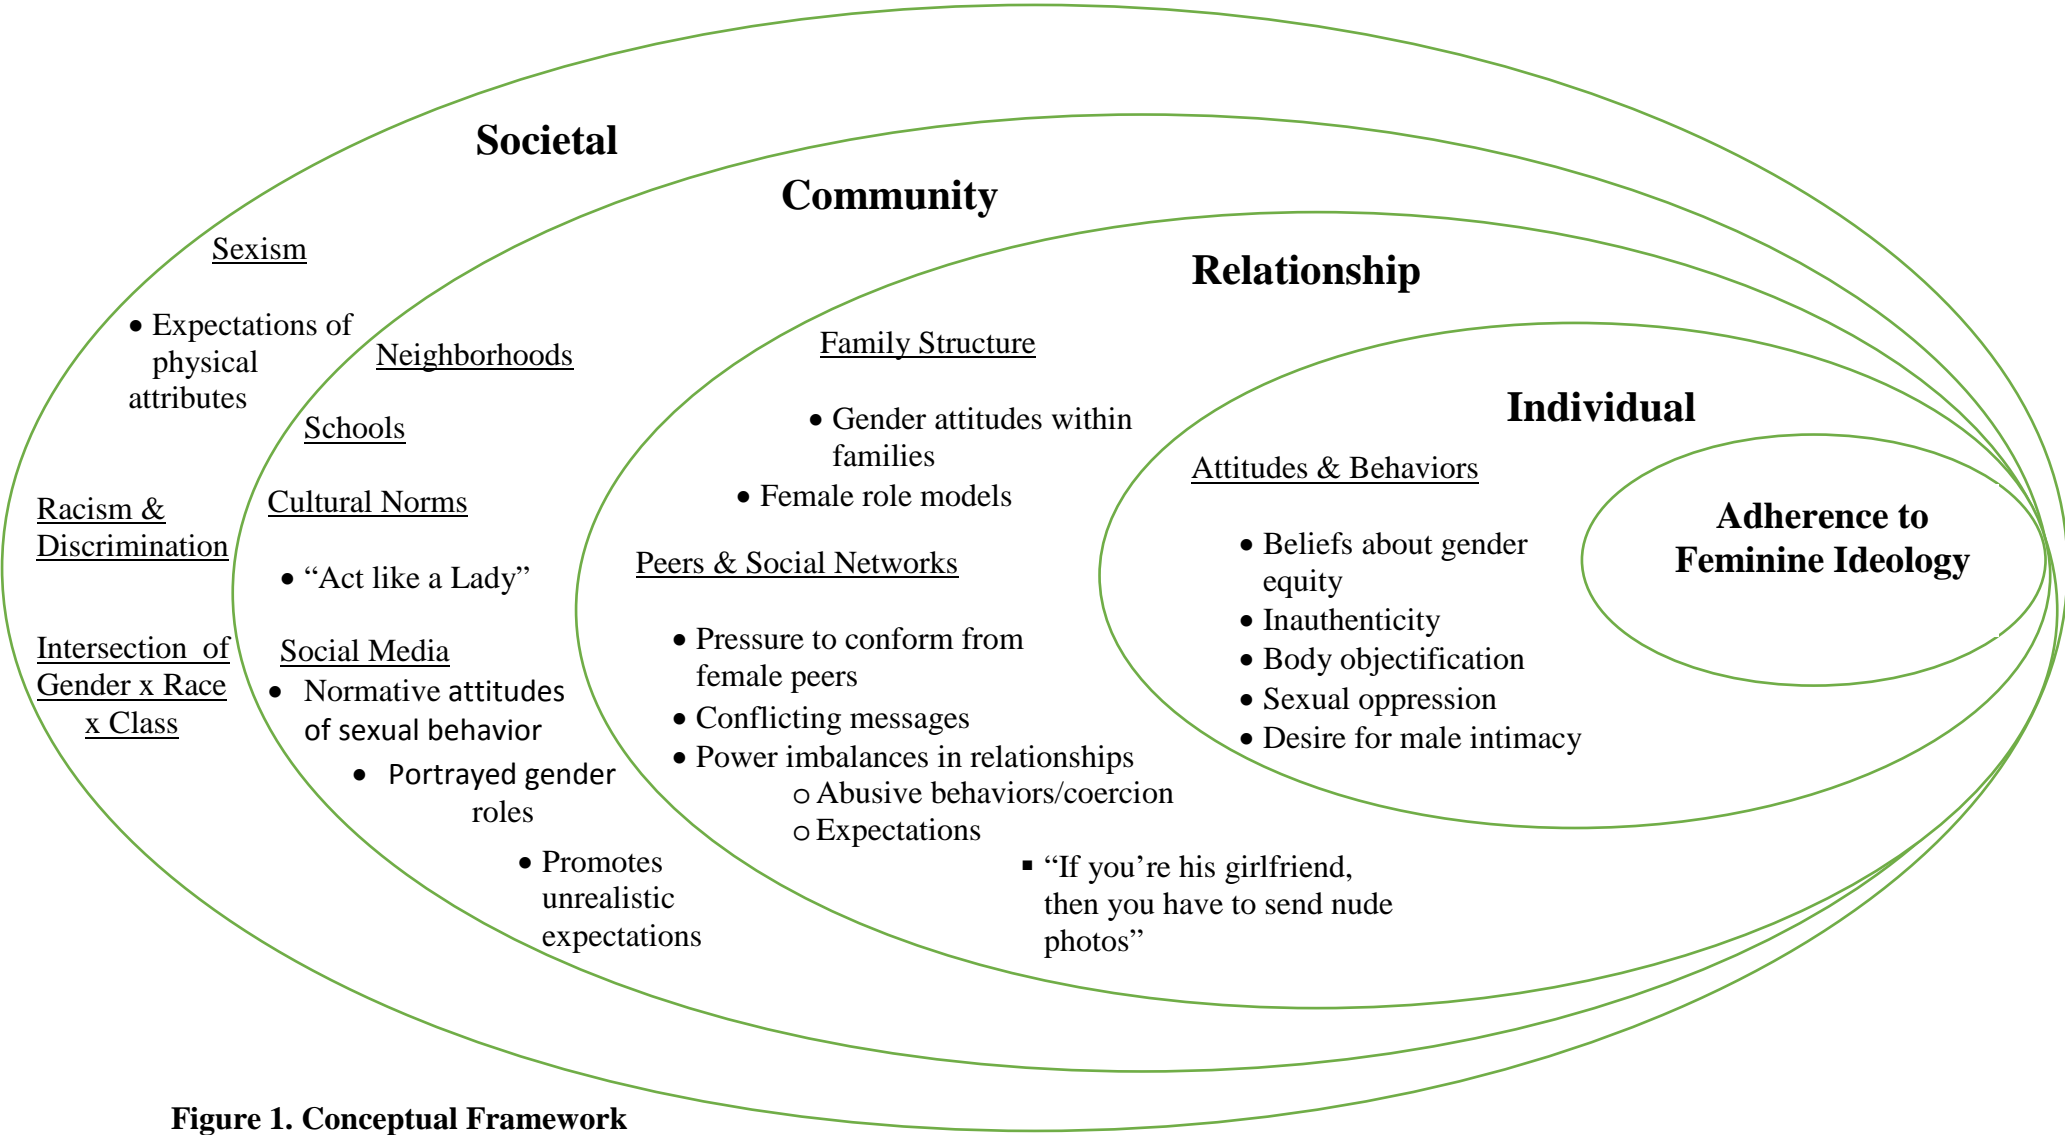 Societal
Sexism
• Expectations of
physical
attributes
Racism &
Discrimination
Intersection of
Gender x Race
x Class
Community
Neighborhoods
Schools
Cultural Norms
• “Act like a Lady”
Social Media
• Normative attitudes
of sexual behavior
• Portrayed gender
roles
• Promotes
unrealistic
expectations
Relationship
Family Structure
• Gender attitudes within
families
• Female role models
Peers & Social Networks
• Pressure to conform from
female peers
• Conflicting messages
• Power imbalances in relationships
o Abusive behaviors/coercion
o Expectations
▪ “If you’re his girlfriend,
then you have to send nude
photos”
Individual
Attitudes & Behaviors
• Beliefs about gender
equity
• Inauthenticity
• Body objectification
• Sexual oppression
• Desire for male intimacy
Adherence to
Feminine Ideology
Figure 1. Conceptual Framework